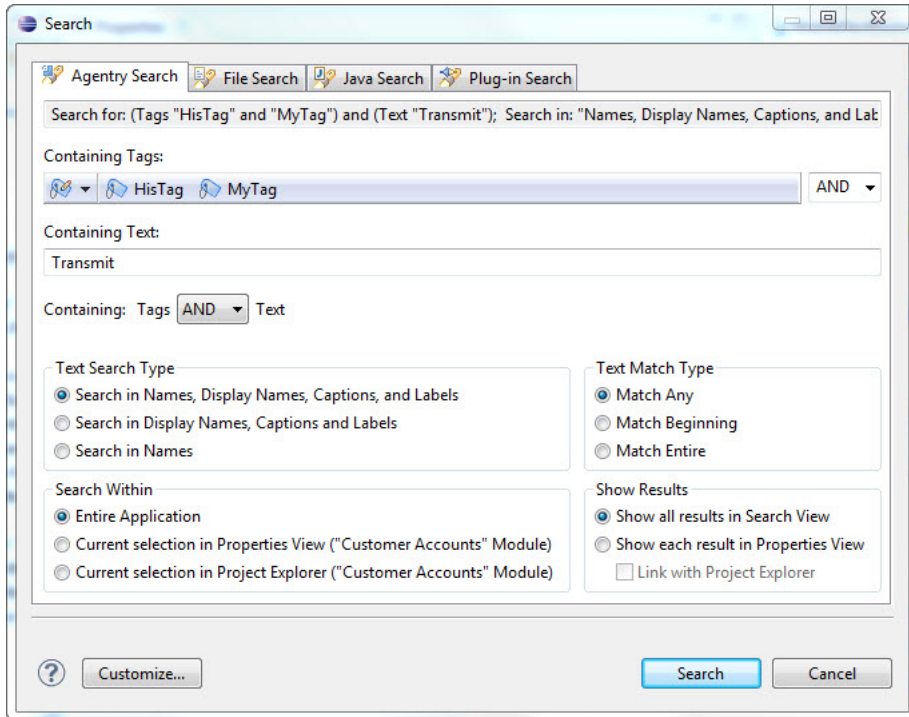 Search
Agentry Search File Search Java Search Plug-in Search
Search for: (Tags "HisTag" and "MyTag") and (Text "Transmit");  Search in: "Names, Display Names, Captions, and Lab
Containing Tags:
HisTag MyTag AND
Containing Text:
Transmit
Containing: Tags AND Text
Text Search Type
Search in Names, Display Names, Captions, and Labels
Search in Display Names, Captions and Labels
Search in Names
Text Match Type
Match Any
Match Beginning
Match Entire
Search Within
Entire Application
Current selection in Properties View ("Customer Accounts" Module)
Current selection in Project Explorer ("Customer Accounts" Module)
Show Results
Show all results in Search View
Show each result in Properties View
Link with Project Explorer
? Customize... Search Cancel